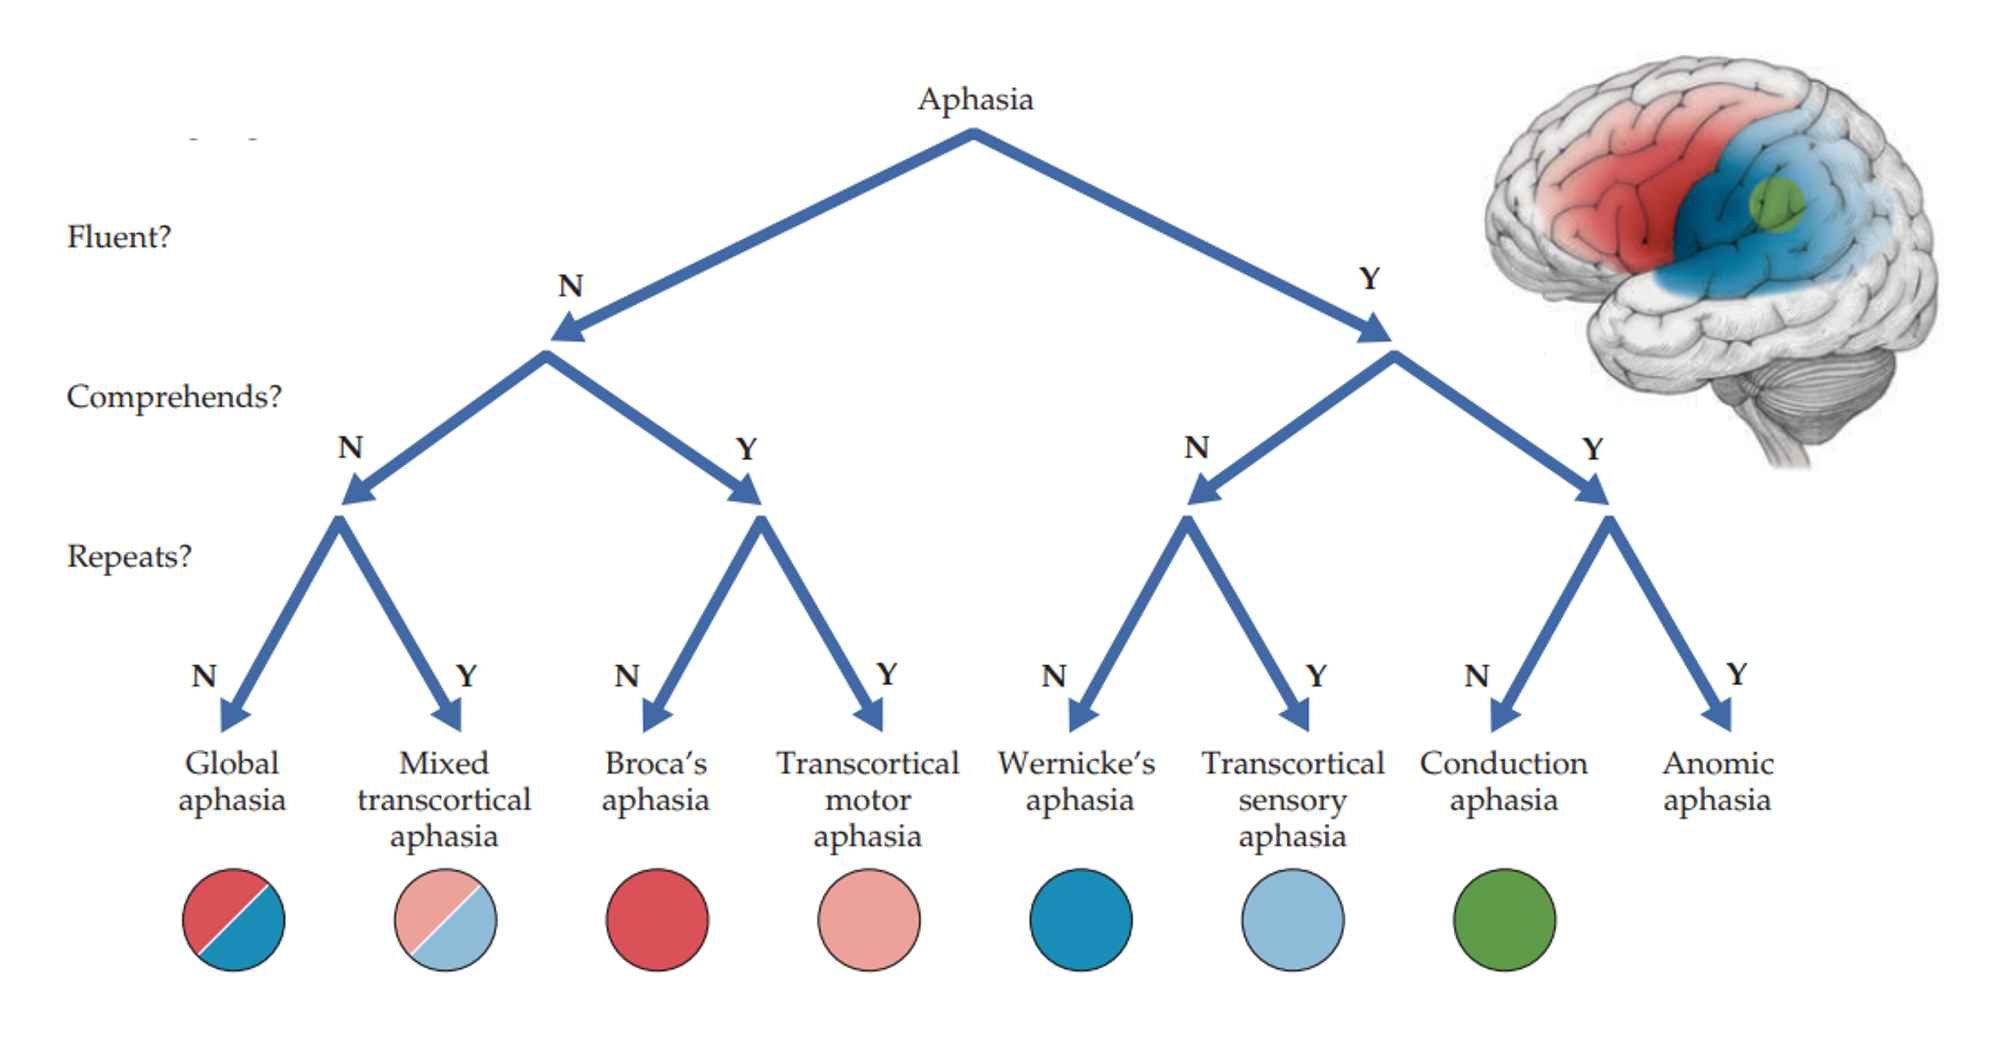 Aphasia
Fluent?
N
Y
Comprehends?
N
Y
N
Y
Repeats?
N
Y
N
Y
N
Y
N
Y
Global
aphasia
Mixed
transcortical
aphasia
Broca's
aphasia
Transcortical
motor
aphasia
Wernicke's
aphasia
Transcortical
sensory
aphasia
Conduction
aphasia
Anomic
aphasia